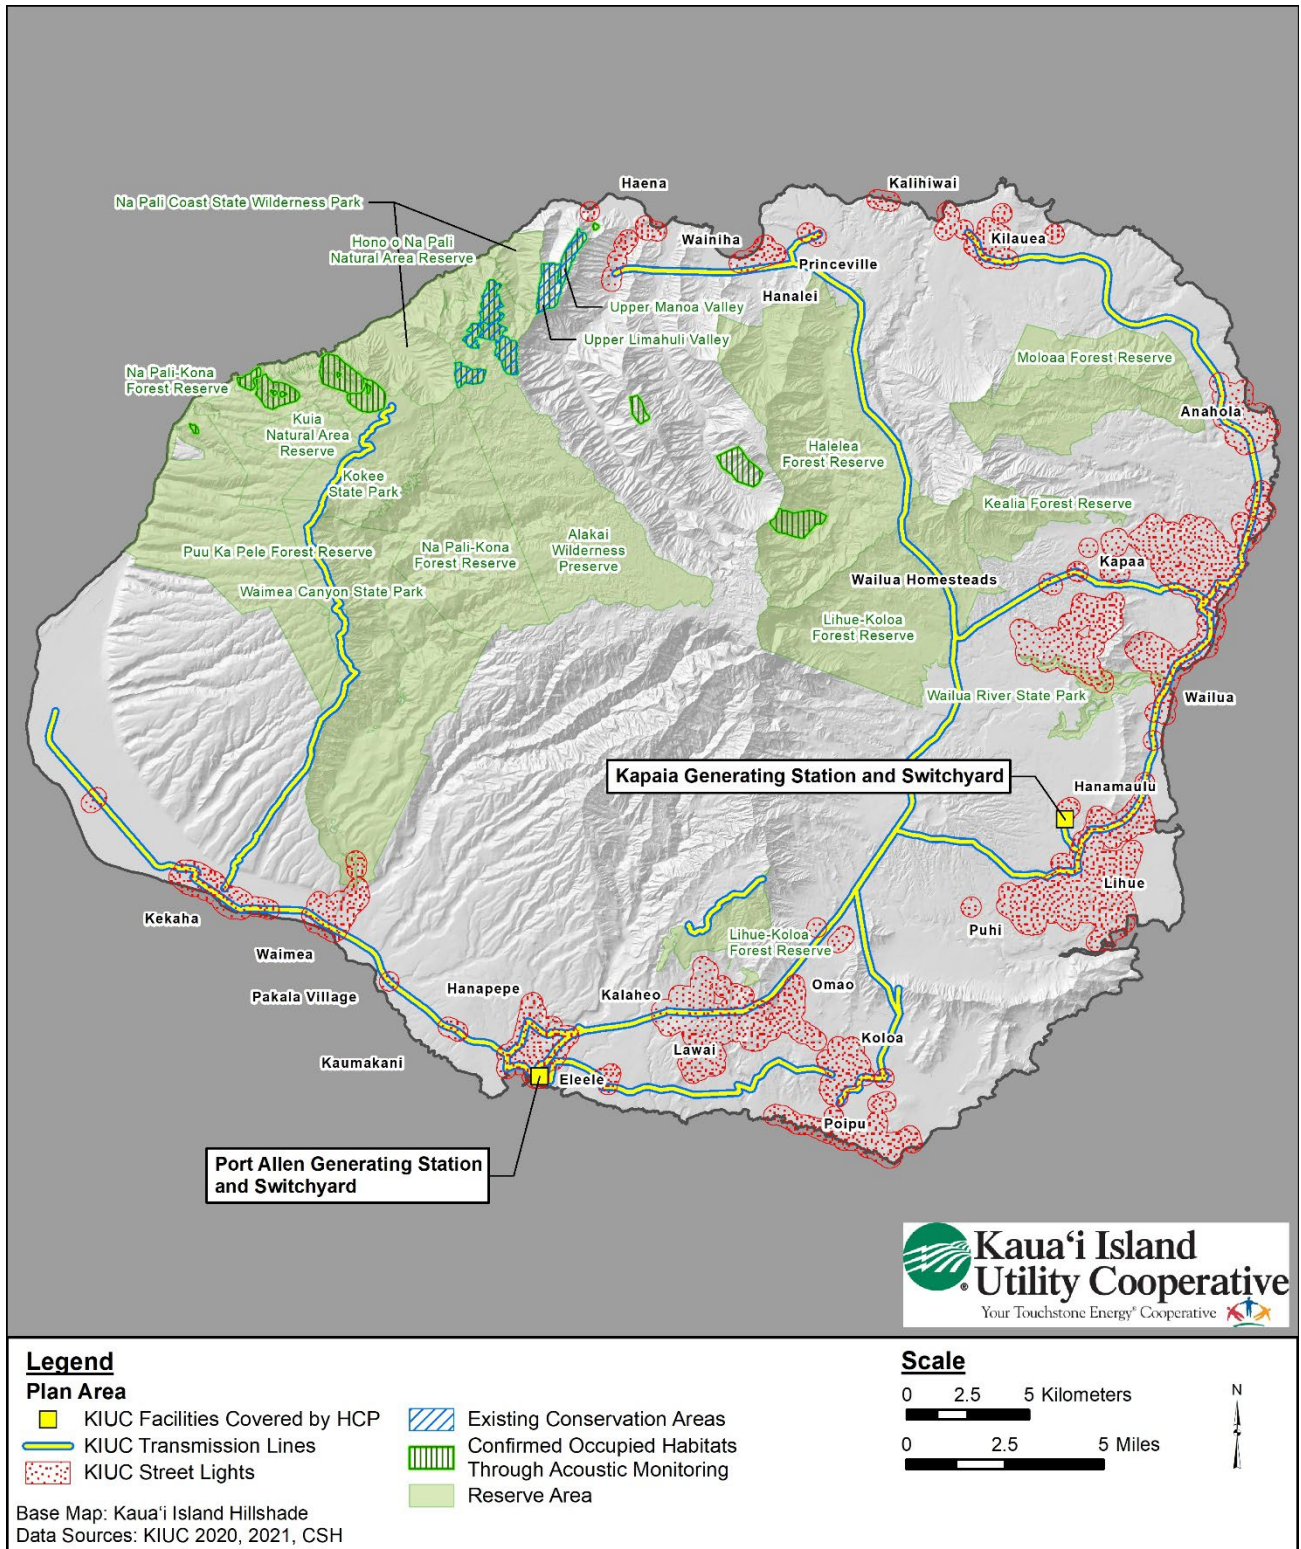 Haena
Kalihiwai
Na Pali Coast State Wilderness Park
Wainiha
Kilauea
Hono o Na Pali
Natural Area Reserve
Princeville
Hanalei
Upper Manoa Valley
Upper Limahuli Valley
Moloaa Forest Reserve
Na Pali-Kona
Forest Reserve
Anahola
Kuia
Natural Area
Reserve
Halelea
Forest Reserve
Kokee
State Park
Kealia Forest Reserve
Puu Ka Pele Forest Reserve
Na Pali-Kona
Forest Reserve
Alakai
Wilderness
Preserve
Kapaa
Waimea Canyon State Park
Wailua Homesteads
Lihue-Koloa
Forest Reserve
Wailua River State Park
Wailua
Kapaia Generating Station and Switchyard
Hanamaulu
Lihue
Kekaha
Puhi
Waimea
Lihue-Koloa
Forest Reserve
Pakala Village
Hanapepe
Kalaheo
Omao
Kaumakani
Lawai
Koloa
Eleele
Poipu
Port Allen Generating Station
and Switchyard
Kaua‘i Island
Utility Cooperative
®
Your Touchstone Energy® Cooperative
Legend
Plan Area
KIUC Facilities Covered by HCP
KIUC Transmission Lines
KIUC Street Lights
Existing Conservation Areas
Confirmed Occupied Habitats
Through Acoustic Monitoring
Reserve Area
Base Map: Kaua‘i Island Hillshade
Data Sources: KIUC 2020, 2021, CSH
Scale
0 2.5 5 Kilometers
0 2.5 5 Miles
N